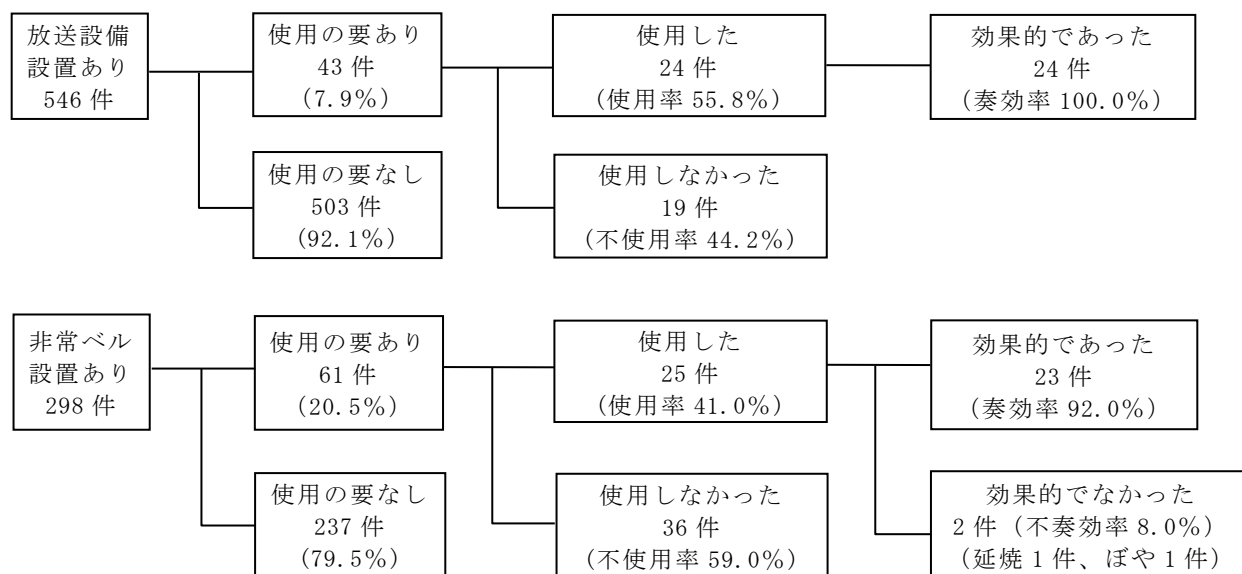 放送設備
設置あり
546 件
使用の要あり
43 件
(7.9%)
使用した
24 件
(使用率 55.8%)
効果的であった
24 件
(奏効率 100.0%)
使用の要なし
503 件
(92.1%)
使用しなかった
19 件
(不使用率 44.2%)
非常ベル
設置あり
298 件
使用の要あり
61 件
(20.5%)
使用した
25 件
(使用率 41.0%)
効果的であった
23 件
(奏効率 92.0%)
使用の要なし
237 件
(79.5%)
使用しなかった
36 件
(不使用率 59.0%)
効果的でなかった
2 件（不奏効率 8.0%）
(延焼 1 件、ぼや 1 件)